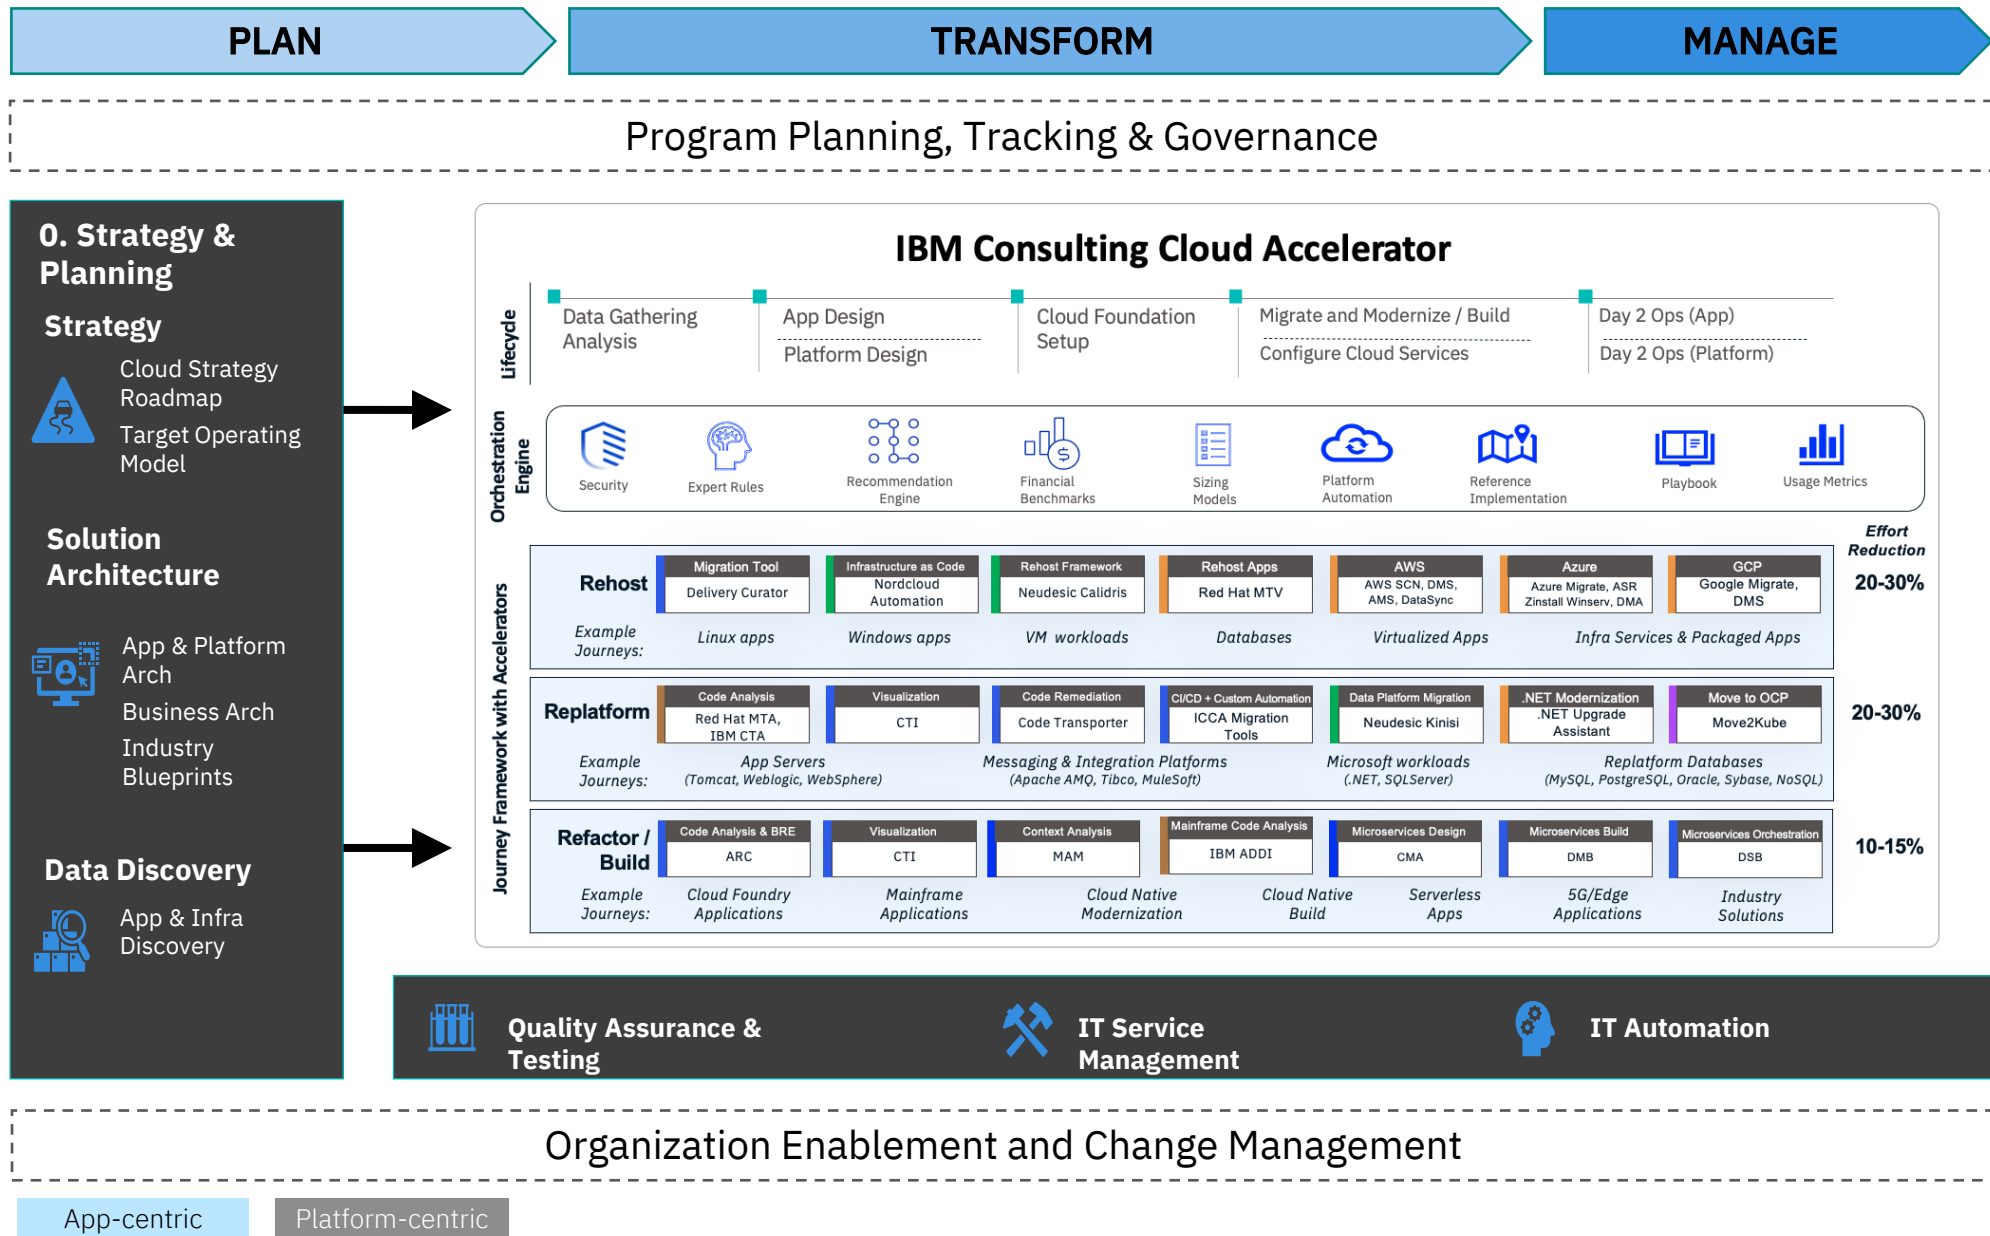 PLAN
TRANSFORM
MANAGE
Program Planning, Tracking & Governance
0. Strategy &
Planning
Strategy
Cloud Strategy
Roadmap
Target Operating
Model
Solution
Architecture
App & Platform
Arch
Business Arch
Industry
Blueprints
Data Discovery
App & Infra
Discovery
IBM Consulting Cloud Accelerator
Lifecycle
Data Gathering
Analysis
App Design
Platform Design
Cloud Foundation
Setup
Migrate and Modernize / Build
Configure Cloud Services
Day 2 Ops (App)
Day 2 Ops (Platform)
Orchestration
Engine
Security
Expert Rules
Recommendation
Engine
Financial
Benchmarks
Sizing
Models
Platform
Automation
Reference
Implementation
Playbook
Usage Metrics
Journey Framework with Accelerators
Effort
Reduction
Rehost
Migration Tool
Delivery Curator
Infrastructure as Code
Nordcloud
Automation
Rehost Framework
Neudesic Calidris
Rehost Apps
Red Hat MTV
AWS
AWS SCN, DMS,
AMS, DataSync
Azure
Azure Migrate, ASR
Zinstall Winserv, DMA
GCP
Google Migrate,
DMS
20-30%
Example
Journeys:
Linux apps
Windows apps
VM workloads
Databases
Virtualized Apps
Infra Services & Packaged Apps
Replatform
Code Analysis
Red Hat MTA,
IBM CTA
Visualization
CTI
Code Remediation
Code Transporter
CI/CD + Custom Automation
ICCA Migration
Tools
Data Platform Migration
Neudesic Kinisi
.NET Modernization
.NET Upgrade
Assistant
Move to OCP
Move2Kube
20-30%
Example
Journeys:
App Servers
(Tomcat, Weblogic, WebSphere)
Messaging & Integration Platforms
(Apache AMQ, Tibco, MuleSoft)
Microsoft workloads
(.NET, SQLServer)
Replatform Databases
(MySQL, PostgreSQL, Oracle, Sybase, NoSQL)
Refactor /
Build
Code Analysis & BRE
ARC
Visualization
CTI
Context Analysis
MAM
Mainframe Code Analysis
IBM ADDI
Microservices Design
CMA
Microservices Build
DMB
Microservices Orchestration
DSB
10-15%
Example
Journeys:
Cloud Foundry
Applications
Mainframe
Applications
Cloud Native
Modernization
Cloud Native
Build
Serverless
Apps
5G/Edge
Applications
Industry
Solutions
Quality Assurance &
Testing
IT Service
Management
IT Automation
Organization Enablement and Change Management
App-centric
Platform-centric